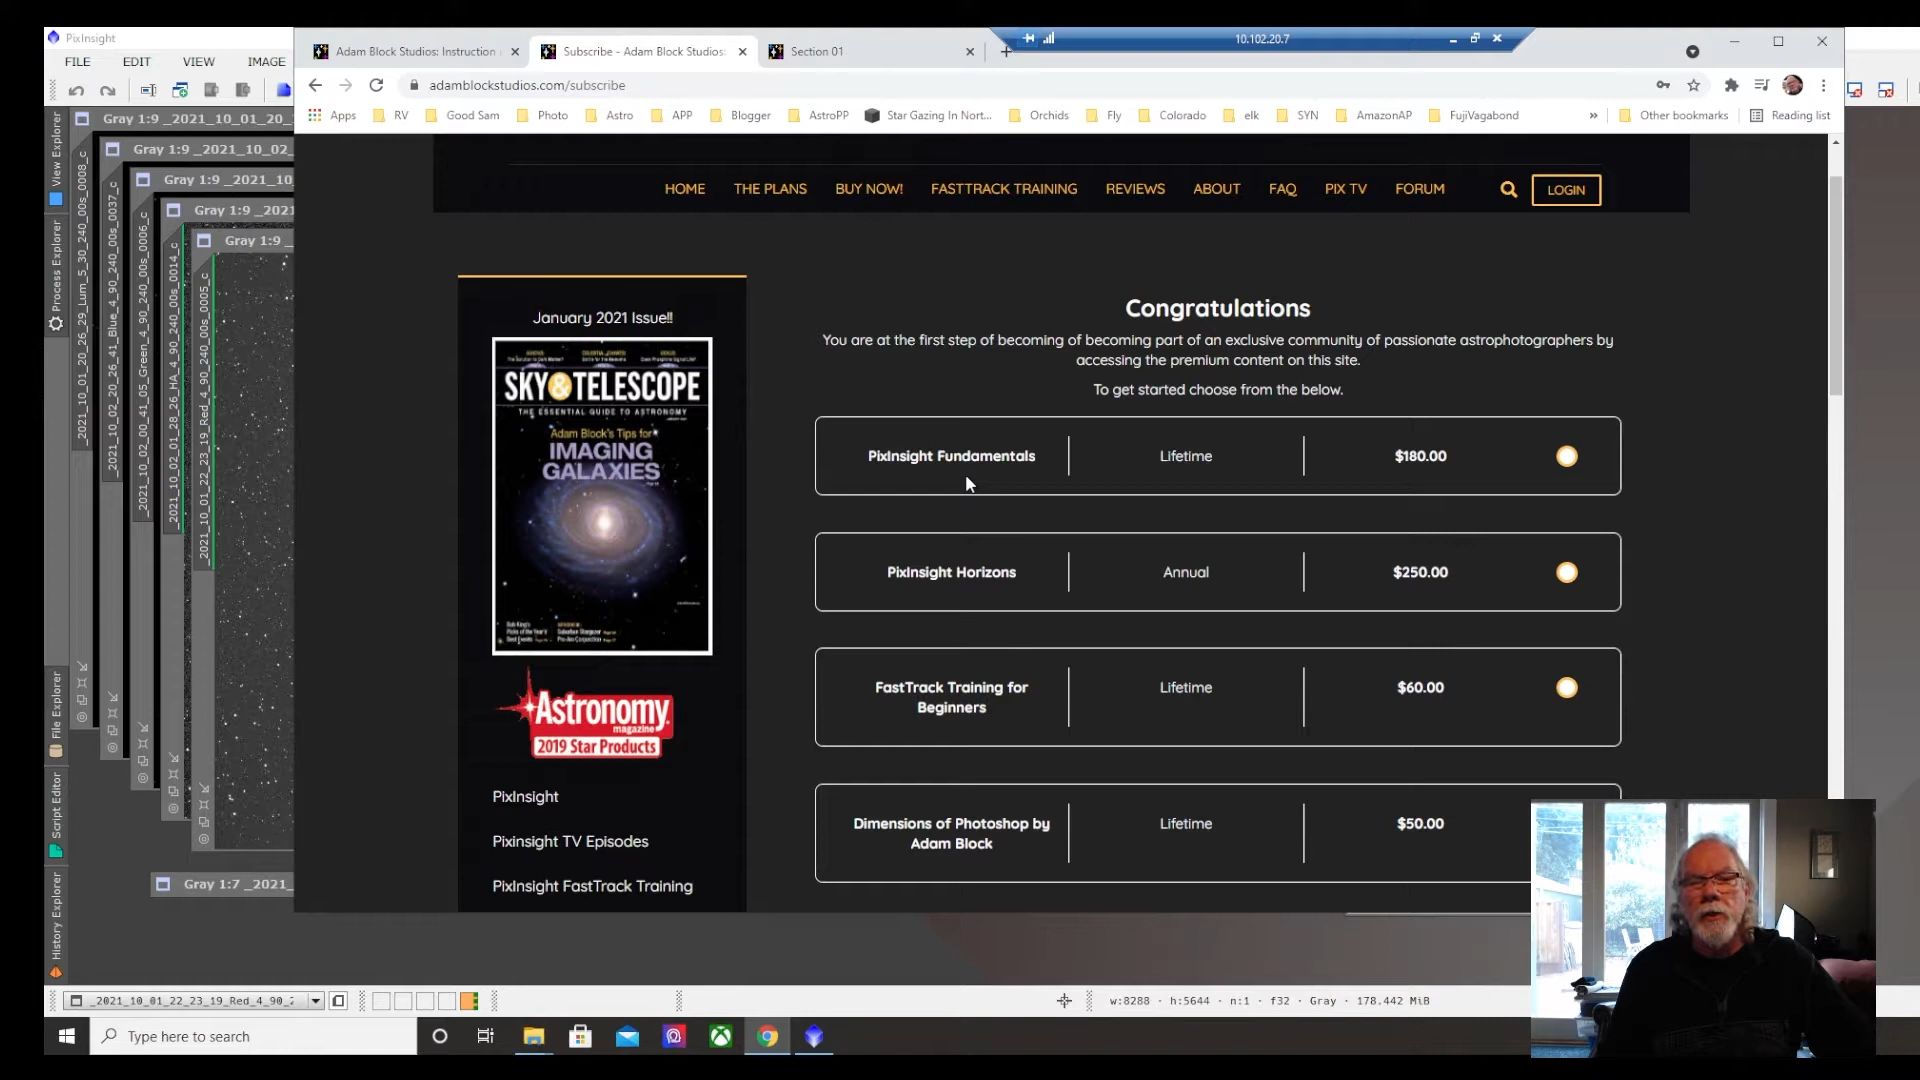 PixInsight
FILE EDIT VIEW IMAGE
Adam Block Studios: Instruction
Subscribe - Adam Block Studios:
Section 01
10.102.20.7
adamblockstudios.com/subscribe
Apps RV Good Sam Photo Astro APP Blogger AstroPP Star Gazing In Nort... Orchids Fly Colorado elk SYN AmazonAP FujiVagabond » Other bookmarks Reading list
Gray 1:9 _2021_10_01_20_
Gray 1:9 _2021_10_02_
Gray 1:9 _2021_10
Gray 1:9 _2021
Gray 1:9 _
Gray 1:7 _2021_
View Explorer
Process Explorer
File Explorer
Script Editor
History Explorer
_2021_10_01_20_26_29_Lum_5_30_240_00s_0008_c
_2021_10_02_20_26_41_Blue_4_90_240_00s_0037_c
_2021_10_02_00_41_05_Green_4_90_240_00s_0006_c
_2021_10_02_01_28_26_HA_4_90_240_00s_0014_c
_2021_10_01_22_23_19_Red_4_90_240_00s_0005_c
HOME THE PLANS BUY NOW! FASTTRACK TRAINING REVIEWS ABOUT FAQ PIX TV FORUM LOGIN
January 2021 Issue!!
SKY & TELESCOPE
THE ESSENTIAL GUIDE TO ASTRONOMY
Adam Block's Tips for
IMAGING
GALAXIES
Astronomy
magazine
2019 Star Products
PixInsight
Pixinsight TV Episodes
PixInsight FastTrack Training
Congratulations
You are at the first step of becoming of becoming part of an exclusive community of passionate astrophotographers by
accessing the premium content on this site.
To get started choose from the below.
PixInsight Fundamentals Lifetime $180.00
PixInsight Horizons Annual $250.00
FastTrack Training for
Beginners
Lifetime $60.00
Dimensions of Photoshop by
Adam Block
Lifetime $50.00
_2021_10_01_22_23_19_Red_4_90_2
w:8288 · h:5644 · n:1 · f32 · Gray · 178.442 MiB
Type here to search